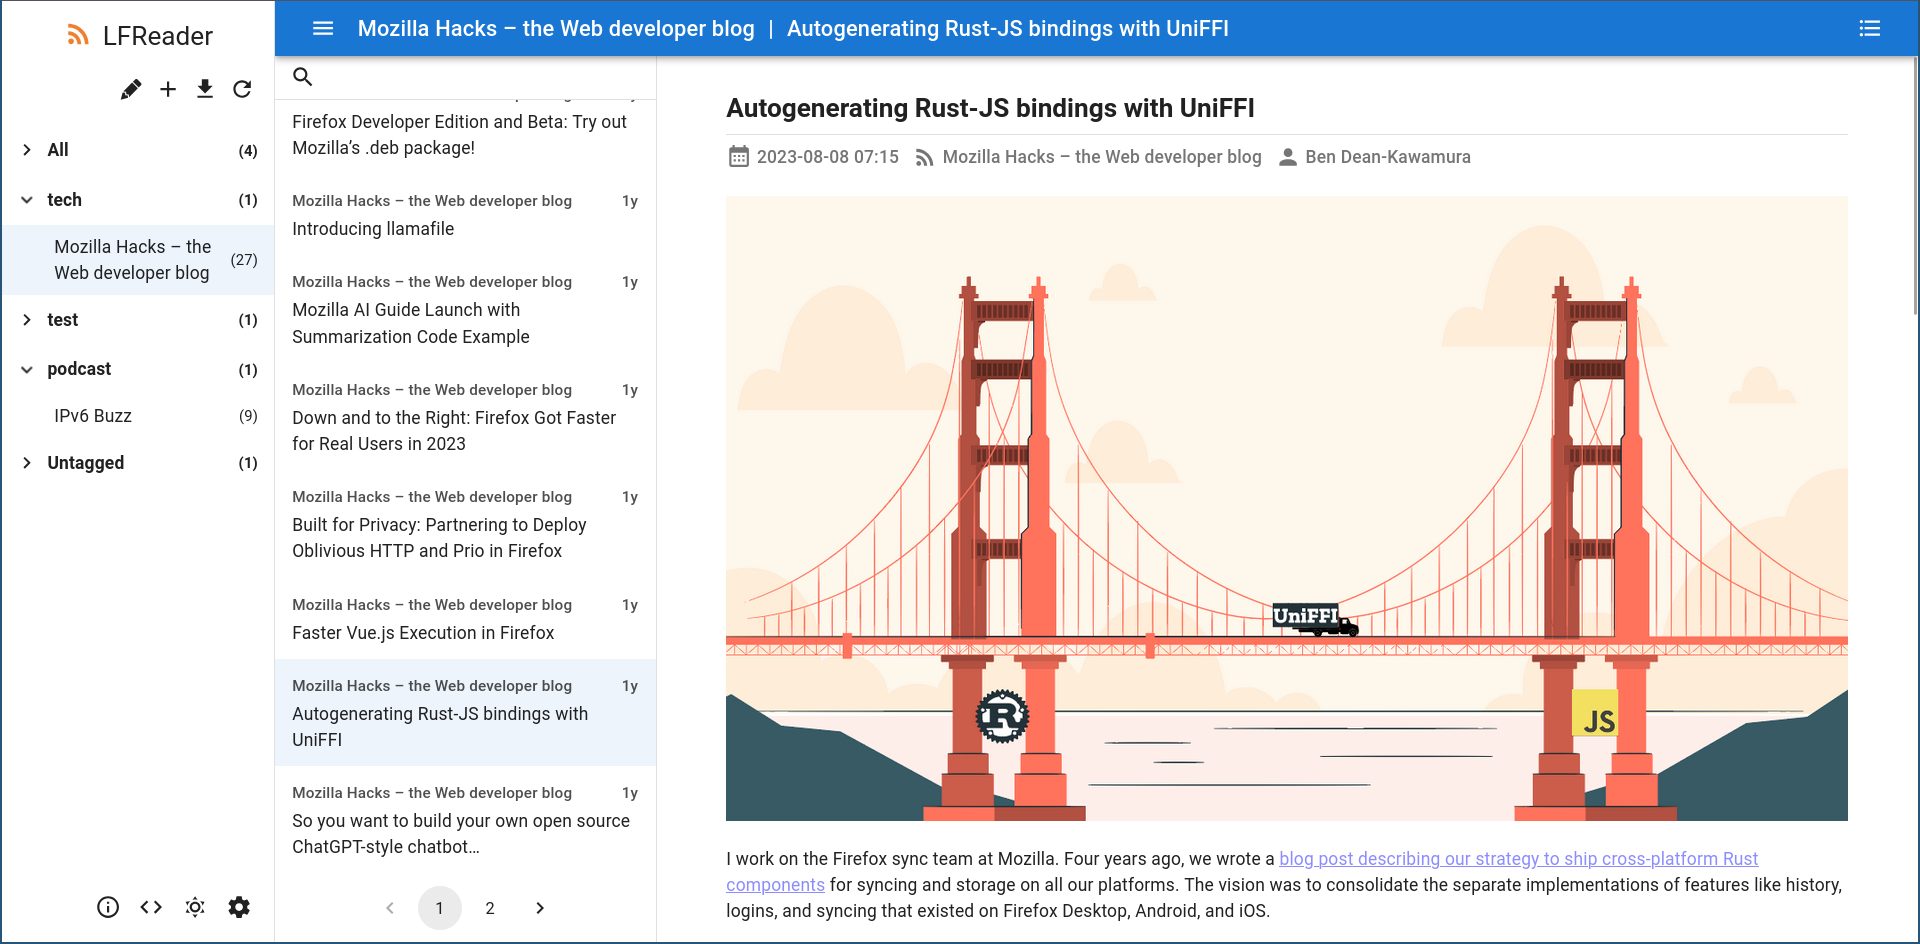 LFReader
All (4)
tech (1)
Mozilla Hacks – the
Web developer blog (27)
test (1)
podcast (1)
IPv6 Buzz (9)
Untagged (1)
Mozilla Hacks – the Web developer blog | Autogenerating Rust-JS bindings with UniFFI
Firefox Developer Edition and Beta: Try out
Mozilla’s .deb package!
Mozilla Hacks – the Web developer blog 1y
Introducing llamafile
Mozilla Hacks – the Web developer blog 1y
Mozilla AI Guide Launch with
Summarization Code Example
Mozilla Hacks – the Web developer blog 1y
Down and to the Right: Firefox Got Faster
for Real Users in 2023
Mozilla Hacks – the Web developer blog 1y
Built for Privacy: Partnering to Deploy
Oblivious HTTP and Prio in Firefox
Mozilla Hacks – the Web developer blog 1y
Faster Vue.js Execution in Firefox
Mozilla Hacks – the Web developer blog 1y
Autogenerating Rust-JS bindings with
UniFFI
Mozilla Hacks – the Web developer blog 1y
So you want to build your own open source
ChatGPT-style chatbot…
1 2
Autogenerating Rust-JS bindings with UniFFI
2023-08-08 07:15 Mozilla Hacks – the Web developer blog Ben Dean-Kawamura
UniFFI
R
JS
I work on the Firefox sync team at Mozilla. Four years ago, we wrote a blog post describing our strategy to ship cross-platform Rust
components for syncing and storage on all our platforms. The vision was to consolidate the separate implementations of features like history,
logins, and syncing that existed on Firefox Desktop, Android, and iOS.